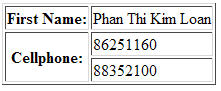 First Name: Phan Thi Kim Loan
Cellphone: 86251160
88352100